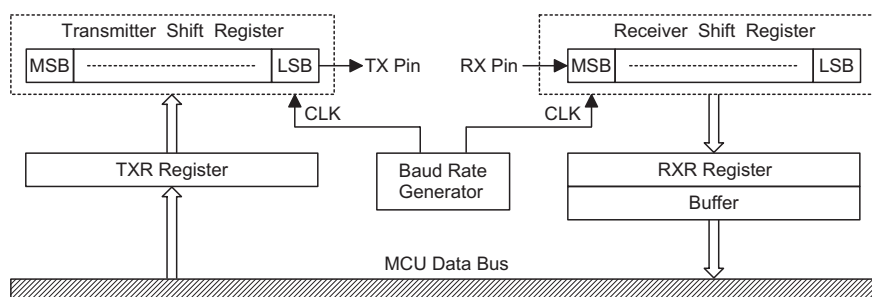 Transmitter Shift Register
MSB
LSB
TX Pin
CLK
TXR Register
Baud Rate
Generator
Receiver Shift Register
RX Pin
MSB
LSB
CLK
RXR Register
Buffer
MCU Data Bus